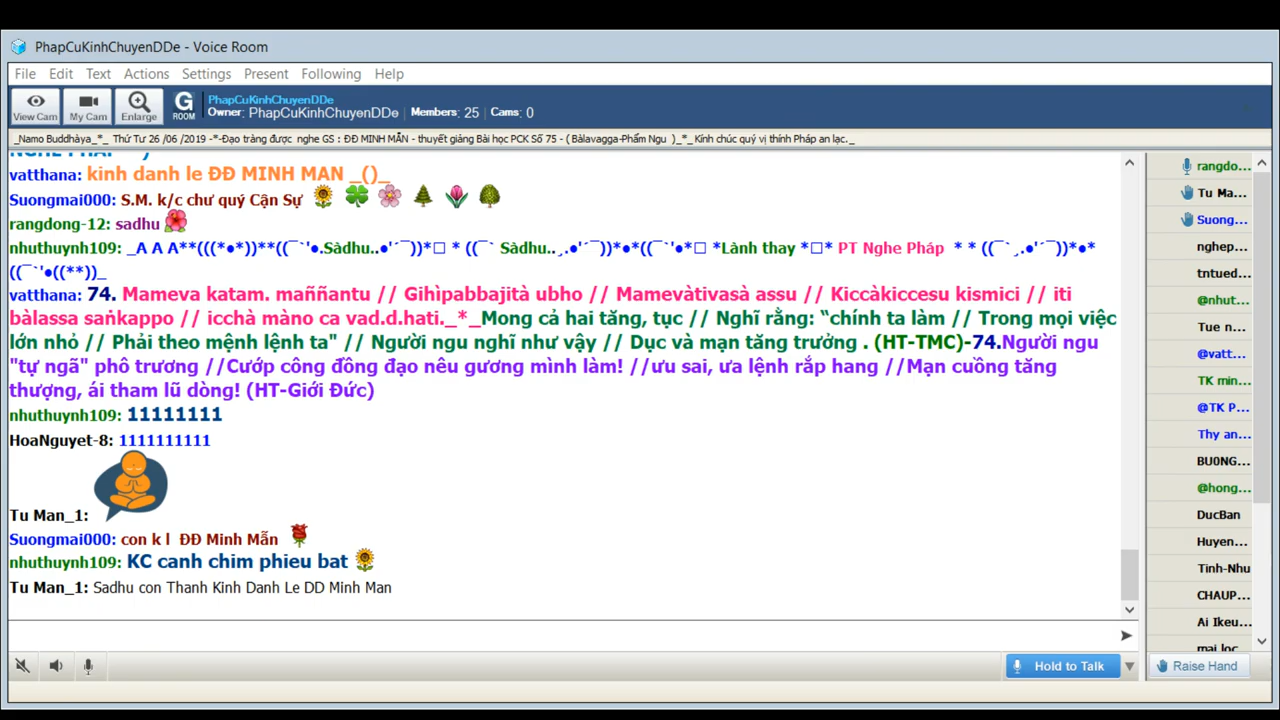 PhapCuKinhChuyenDDe - Voice Room
File Edit Text Actions Settings Present Following Help
View Cam My Cam Enlarge G ROOM
PhapCuKinhChuyenDDe
Owner: PhapCuKinhChuyenDDe Members: 25 Cams: 0
_Namo Buddhàya_*_ Thứ Tư 26 /06 /2019 -*-Đạo tràng được nghe GS : ĐĐ MINH MẪN - thuyết giảng Bài học PCK Số 75 - ( Bàlavagga-Phẩm Ngu )_*_Kính chúc quý vị thính Pháp an lạc._
vatthana: kinh danh le ĐĐ MINH MAN _()_
Suongmai000: S.M. k/c chư quý Cận Sự
rangdong-12: sadhu
nhuthuynh109: _A A A**(((*•*))**((¯`'•.Sàdhu..•'´¯))*□ * ((¯` Sàdhu..¸.•'´¯))*•*((¯`'•*□ *Lành thay *□* PT Nghe Pháp * * ((¯`¸.•'´¯))*•*
((¯`'•((**))_
vatthana: 74. Mameva katam. maññantu // Gihìpabbajità ubho // Mamevàtivasà assu // Kiccàkiccesu kismici // iti
bàlassa saṅkappo // icchà màno ca vad.d.hati._*_Mong cả hai tăng, tục // Nghĩ rằng: “chính ta làm // Trong mọi việc
lớn nhỏ // Phải theo mệnh lệnh ta" // Người ngu nghĩ như vậy // Dục và mạn tăng trưởng . (HT-TMC)-74.Người ngu
"tự ngã" phô trương //Cướp công đồng đạo nêu gương mình làm! //ưu sai, ưa lệnh rắp hang //Mạn cuồng tăng
thượng, ái tham lũ dòng! (HT-Giới Đức)
nhuthuynh109: 11111111
HoaNguyet-8: 1111111111
Tu Man_1:
Suongmai000: con k l ĐĐ Minh Mẫn
nhuthuynh109: KC canh chim phieu bat
Tu Man_1: Sadhu con Thanh Kinh Danh Le DD Minh Man
rangdo...
Tu Ma...
Suong...
nghep...
tntued...
@nhut...
Tue n...
@vatt...
TK min...
@TK P...
Thy an...
BU0NG...
@hong...
DucBan
Huyen...
Tinh-Nhu
CHAUP...
Ai Ikeu...
mai loc
Hold to Talk
Raise Hand